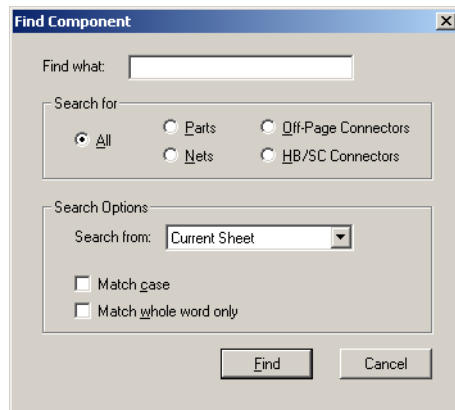 Find Component
Find what:
Search for
All
Parts
Off-Page Connectors
Nets
HB/SC Connectors
Search Options
Search from: Current Sheet
Match case
Match whole word only
Find Cancel